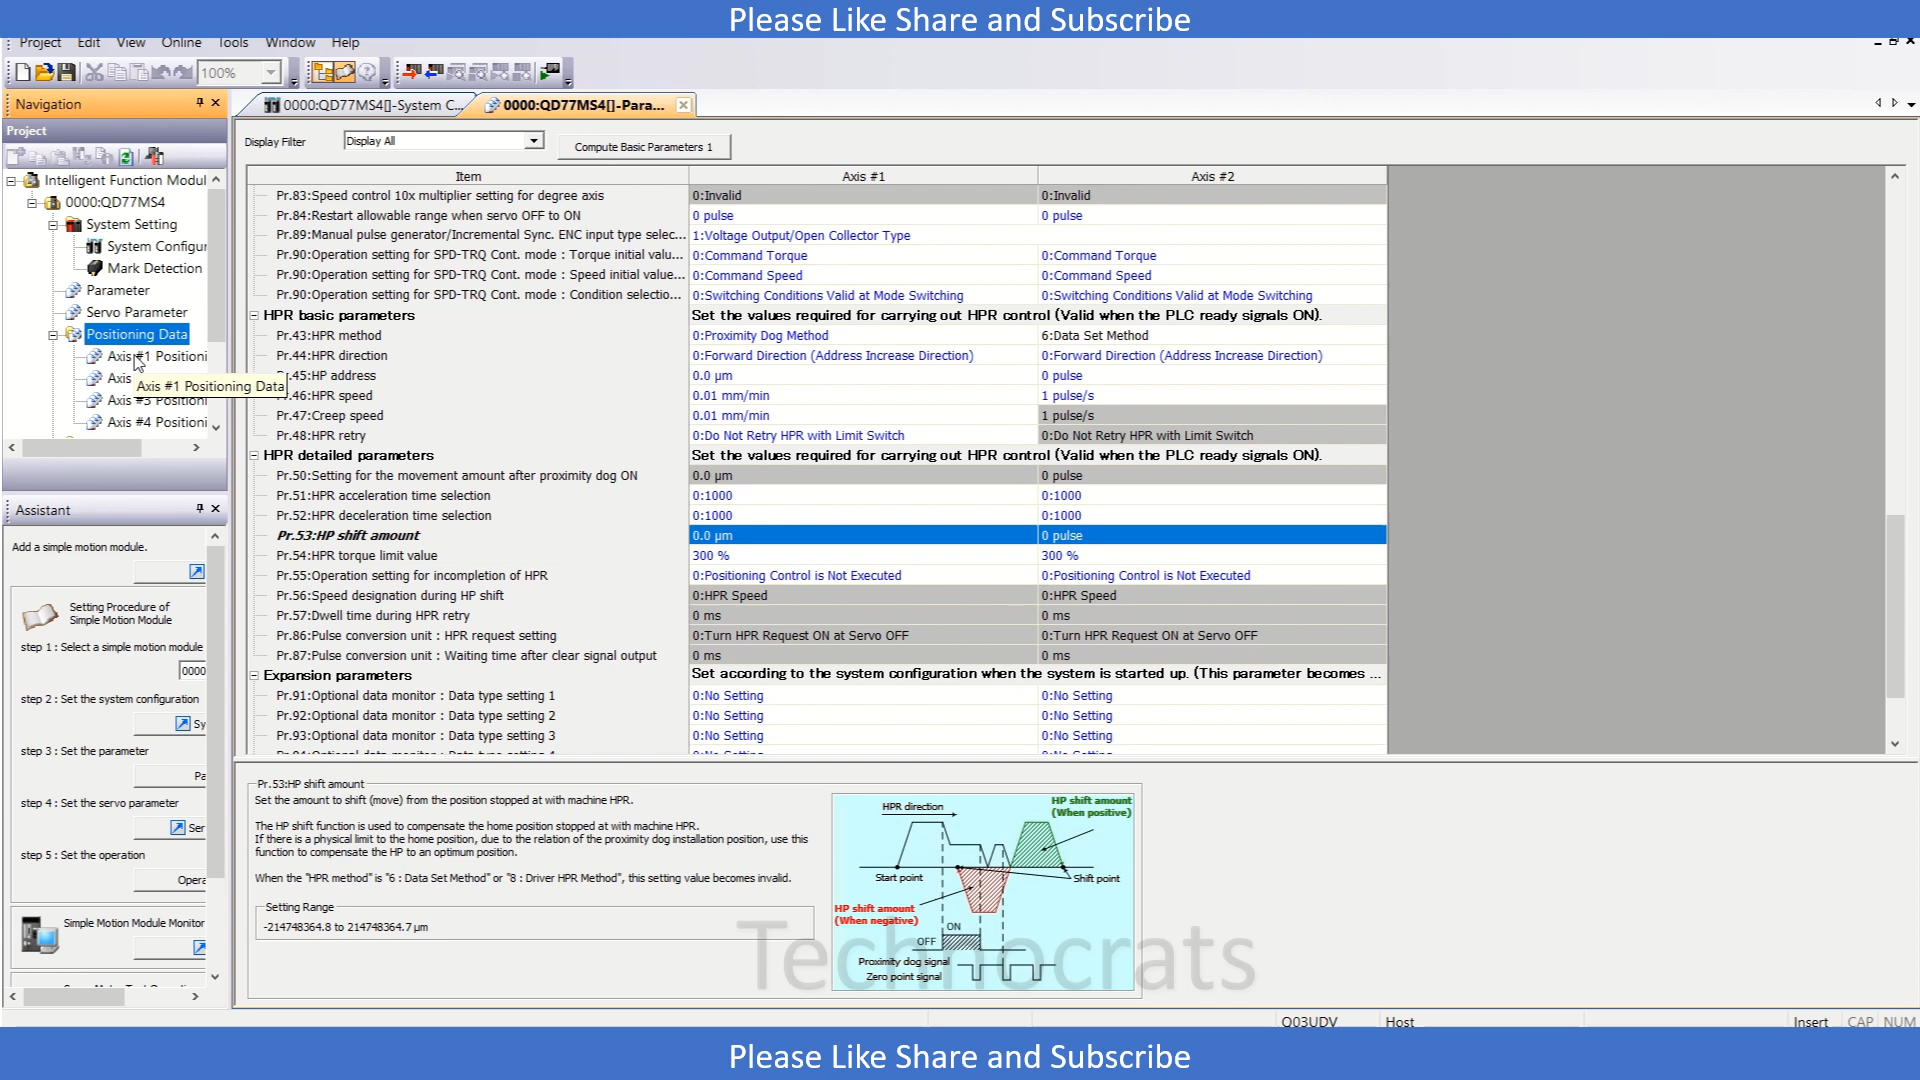 Please Like Share and Subscribe
Project Edit View Online Tools Window Help
100%
Navigation
Project
Intelligent Function Modul
0000:QD77MS4
System Setting
System Configur
Mark Detection
Parameter
Servo Parameter
Positioning Data
Axis #1 Positioni
Axis
Axis #1 Positioning Data
Axis #3 Positioni
Axis #4 Positioni
Assistant
Add a simple motion module.
Setting Procedure of
Simple Motion Module
step 1 : Select a simple motion module
0000
step 2 : Set the system configuration
Sy
step 3 : Set the parameter
Pa
step 4 : Set the servo parameter
Ser
step 5 : Set the operation
Opera
Simple Motion Module Monitor
0000:QD77MS4[]-System C...
0000:QD77MS4[]-Para...
Display Filter
Display All
Compute Basic Parameters 1
Item Axis #1 Axis #2
Pr.83:Speed control 10x multiplier setting for degree axis 0:Invalid 0:Invalid
Pr.84:Restart allowable range when servo OFF to ON 0 pulse 0 pulse
Pr.89:Manual pulse generator/Incremental Sync. ENC input type selec... 1:Voltage Output/Open Collector Type
Pr.90:Operation setting for SPD-TRQ Cont. mode : Torque initial valu... 0:Command Torque 0:Command Torque
Pr.90:Operation setting for SPD-TRQ Cont. mode : Speed initial value... 0:Command Speed 0:Command Speed
Pr.90:Operation setting for SPD-TRQ Cont. mode : Condition selectio... 0:Switching Conditions Valid at Mode Switching 0:Switching Conditions Valid at Mode Switching
HPR basic parameters Set the values required for carrying out HPR control (Valid when the PLC ready signals ON).
Pr.43:HPR method 0:Proximity Dog Method 6:Data Set Method
Pr.44:HPR direction 0:Forward Direction (Address Increase Direction) 0:Forward Direction (Address Increase Direction)
r.45:HP address 0.0 µm 0 pulse
r.46:HPR speed 0.01 mm/min 1 pulse/s
Pr.47:Creep speed 0.01 mm/min 1 pulse/s
Pr.48:HPR retry 0:Do Not Retry HPR with Limit Switch 0:Do Not Retry HPR with Limit Switch
HPR detailed parameters Set the values required for carrying out HPR control (Valid when the PLC ready signals ON).
Pr.50:Setting for the movement amount after proximity dog ON 0.0 µm 0 pulse
Pr.51:HPR acceleration time selection 0:1000 0:1000
Pr.52:HPR deceleration time selection 0:1000 0:1000
Pr.53:HP shift amount 0.0 µm 0 pulse
Pr.54:HPR torque limit value 300 % 300 %
Pr.55:Operation setting for incompletion of HPR 0:Positioning Control is Not Executed 0:Positioning Control is Not Executed
Pr.56:Speed designation during HP shift 0:HPR Speed 0:HPR Speed
Pr.57:Dwell time during HPR retry 0 ms 0 ms
Pr.86:Pulse conversion unit : HPR request setting 0:Turn HPR Request ON at Servo OFF 0:Turn HPR Request ON at Servo OFF
Pr.87:Pulse conversion unit : Waiting time after clear signal output 0 ms 0 ms
Expansion parameters Set according to the system configuration when the system is started up. (This parameter becomes ...
Pr.91:Optional data monitor : Data type setting 1 0:No Setting 0:No Setting
Pr.92:Optional data monitor : Data type setting 2 0:No Setting 0:No Setting
Pr.93:Optional data monitor : Data type setting 3 0:No Setting 0:No Setting
Pr.53:HP shift amount
Set the amount to shift (move) from the position stopped at with machine HPR.
The HP shift function is used to compensate the home position stopped at with machine HPR.
If there is a physical limit to the home position, due to the relation of the proximity dog installation position, use this
function to compensate the HP to an optimum position.
When the "HPR method" is "6 : Data Set Method" or "8 : Driver HPR Method", this setting value becomes invalid.
Setting Range
-214748364.8 to 214748364.7 µm
HPR direction
HP shift amount
(When positive)
Start point
Shift point
HP shift amount
(When negative)
ON
OFF
Proximity dog signal
Zero point signal
Technocrats
Q03UDV Host Insert CAP NUM
Please Like Share and Subscribe